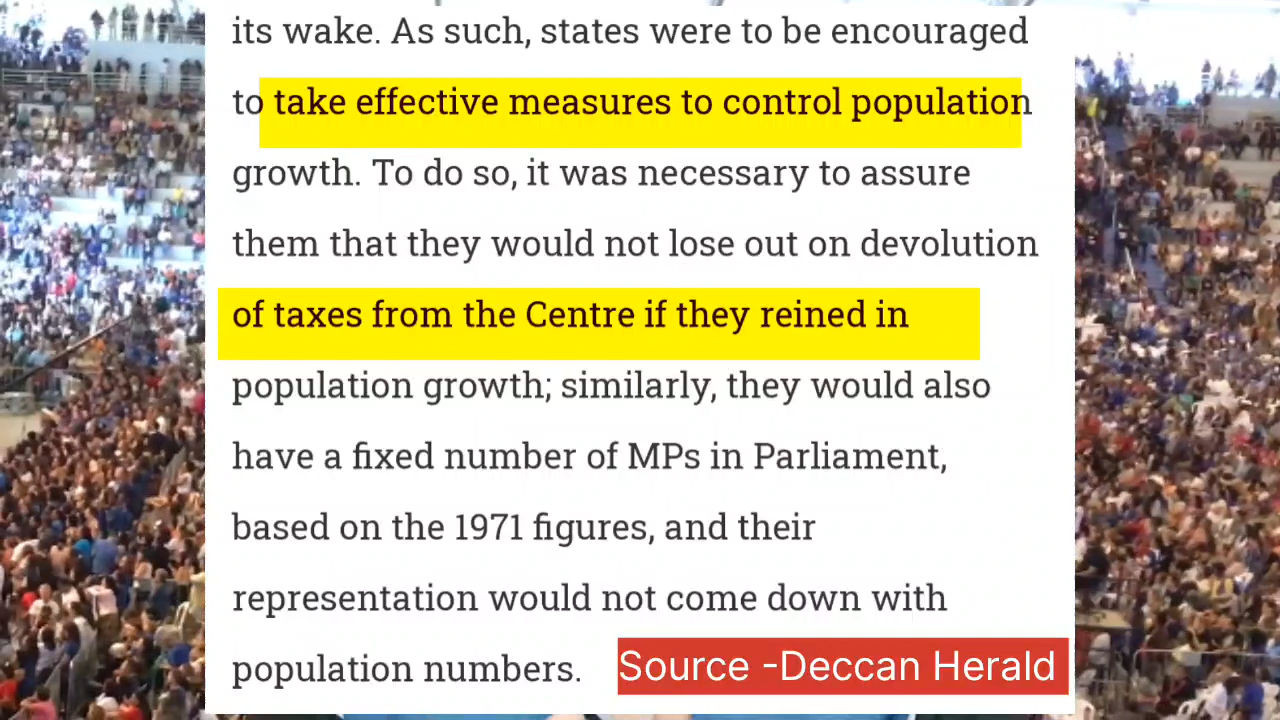 its wake. As such, states were to be encouraged
to take effective measures to control population
growth. To do so, it was necessary to assure
them that they would not lose out on devolution
of taxes from the Centre if they reined in
population growth; similarly, they would also
have a fixed number of MPs in Parliament,
based on the 1971 figures, and their
representation would not come down with
population numbers.
Source -Deccan Herald